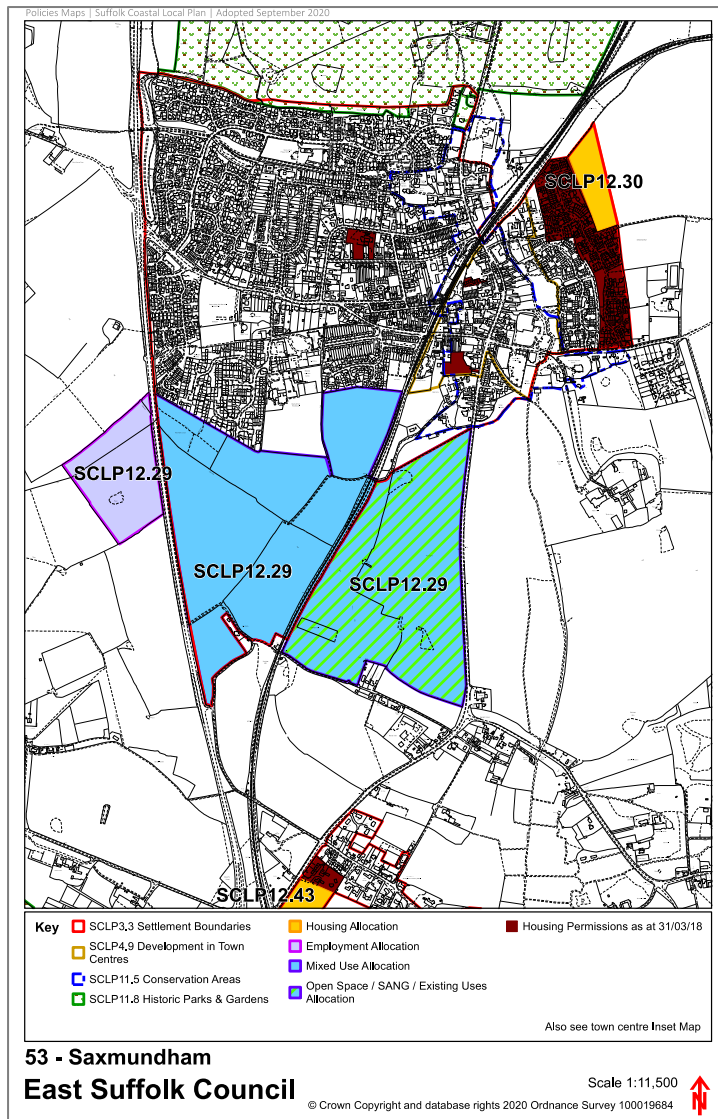 Policies Maps | Suffolk Coastal Local Plan | Adopted September 2020
SCLP12.30
SCLP12.29
SCLP12.29
SCLP12.29
SCLP12.43
Key
SCLP3.3 Settlement Boundaries
SCLP4.9 Development in Town
Centres
SCLP11.5 Conservation Areas
SCLP11.8 Historic Parks & Gardens
Housing Allocation
Employment Allocation
Mixed Use Allocation
Open Space / SANG / Existing Uses
Allocation
Housing Permissions as at 31/03/18
Also see town centre Inset Map
53 - Saxmundham
East Suffolk Council
Scale 1:11,500
© Crown Copyright and database rights 2020 Ordnance Survey 100019684
N